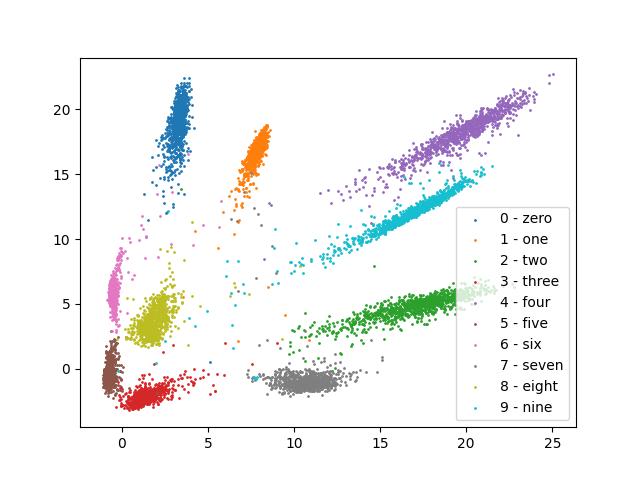 20
15
10
5
0
0 - zero
1 - one
2 - two
3 - three
4 - four
5 - five
6 - six
7 - seven
8 - eight
9 - nine
0 5 10 15 20 25